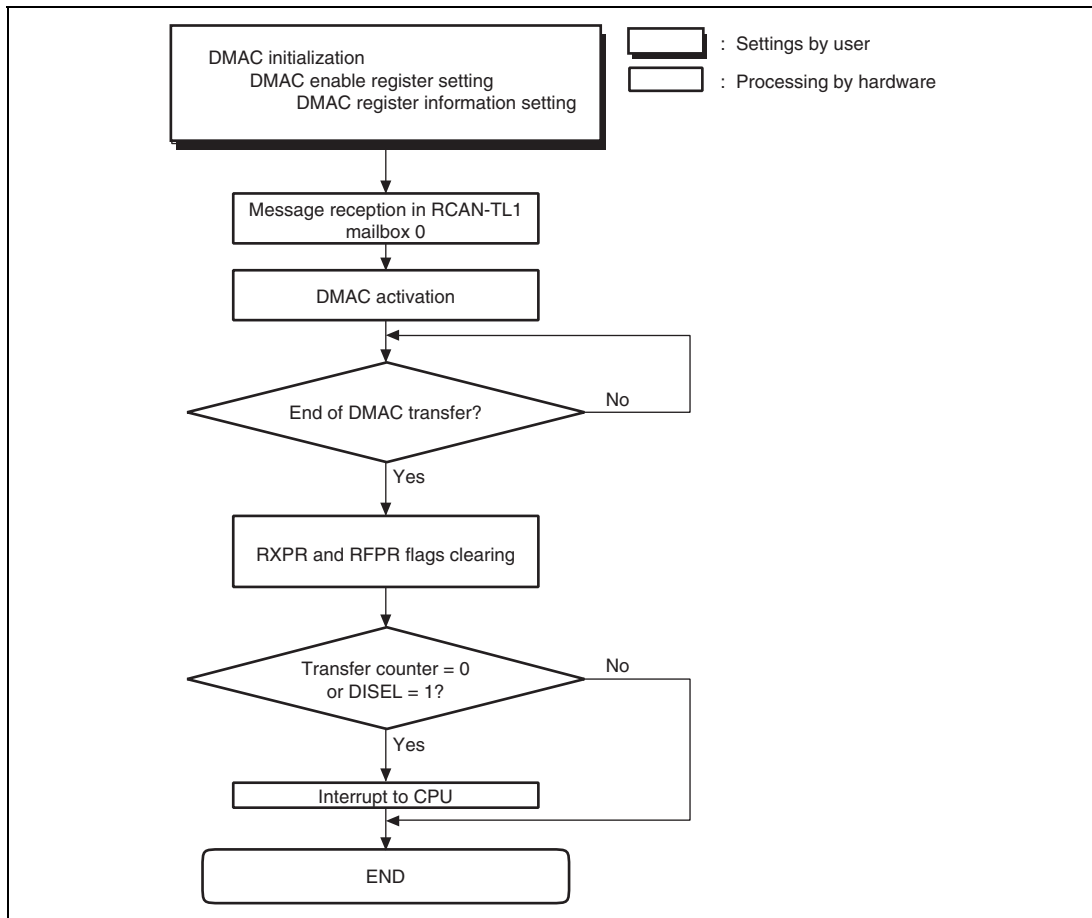 DMAC initialization
DMAC enable register setting
DMAC register information setting
: Settings by user
: Processing by hardware
Message reception in RCAN-TL1
mailbox 0
DMAC activation
End of DMAC transfer?
No
Yes
RXPR and RFPR flags clearing
Transfer counter = 0
or DISEL = 1?
No
Yes
Interrupt to CPU
END